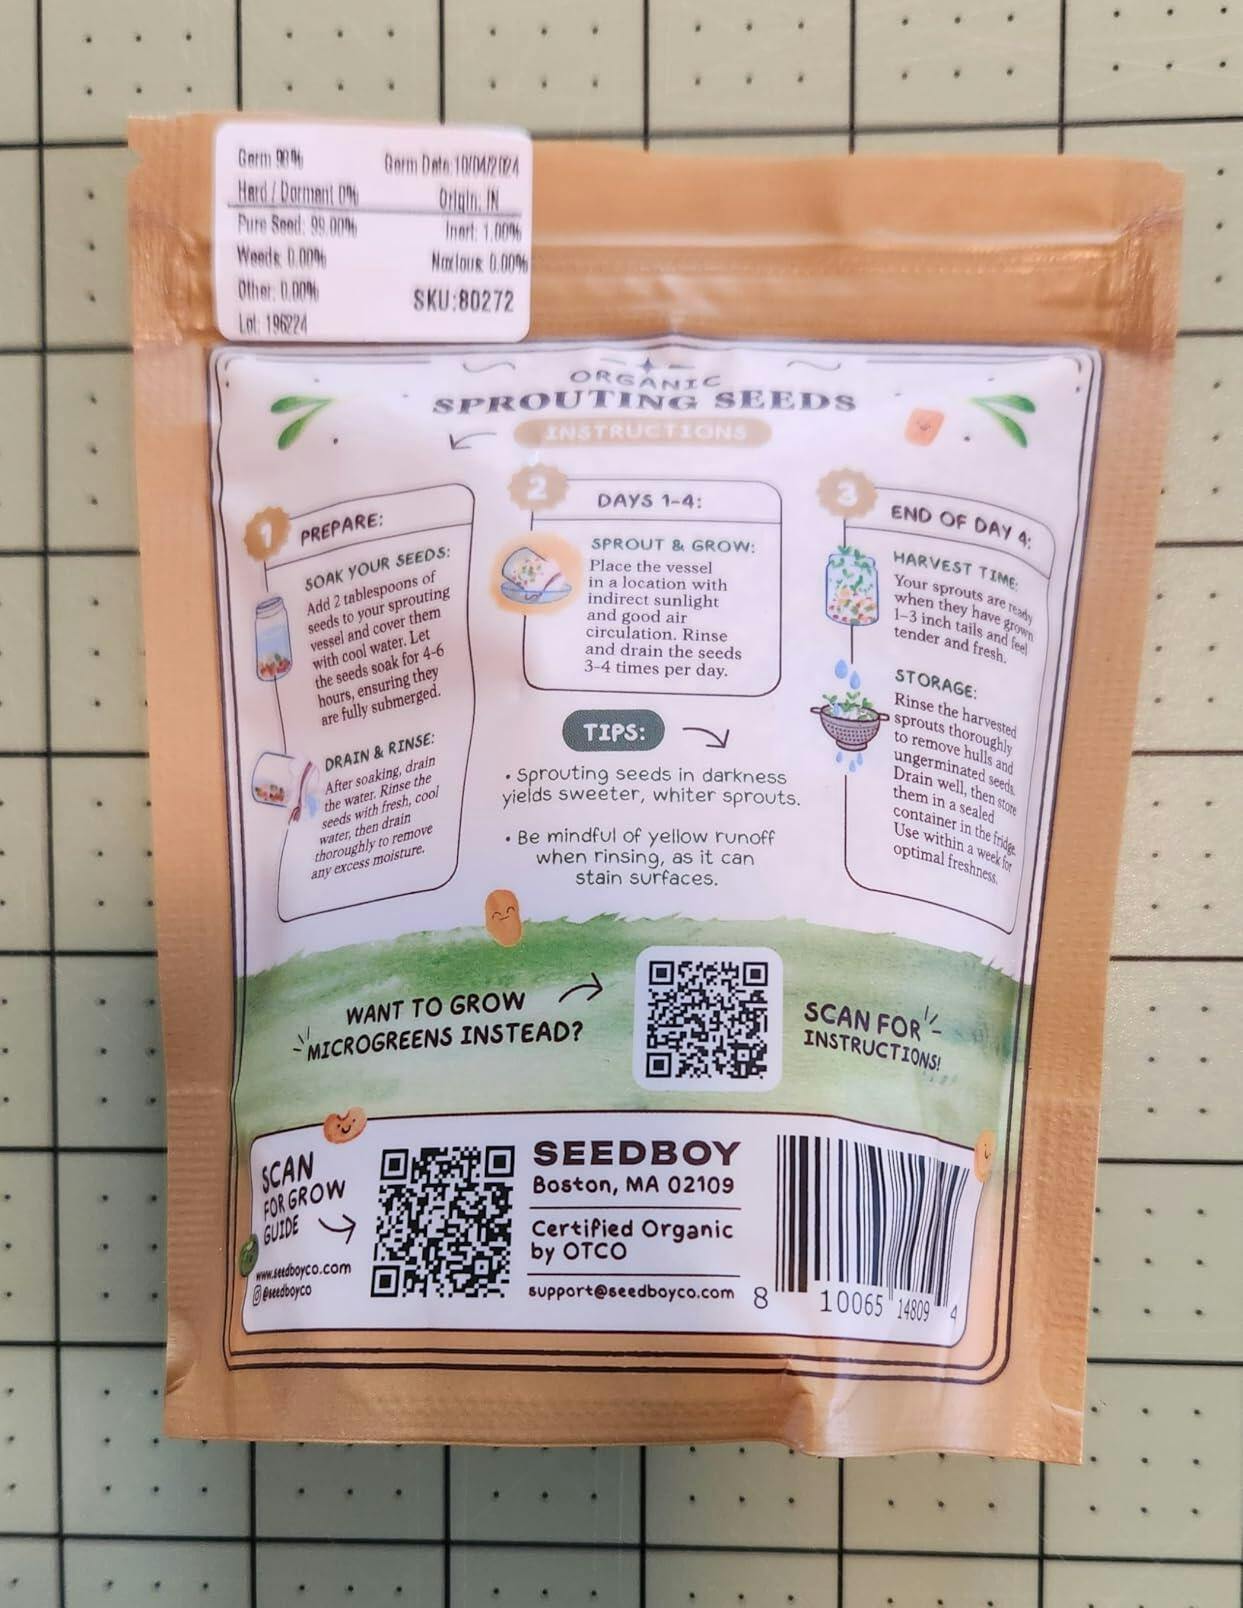 Germ 99% Germ Date: 10/04/2024
Hard / Dormant 0% Origin: IN
Pure Seed: 99.00% Inert: 1.00%
Weeds: 0.00% Noxious: 0.00%
Other: 0.00% SKU:80272
Lot: 196224
ORGANIC
SPROUTING SEEDS
INSTRUCTIONS
1
PREPARE:
SOAK YOUR SEEDS:
Add 2 tablespoons of
seeds to your sprouting
vessel and cover them
with cool water. Let
the seeds soak for 4-6
hours, ensuring they
are fully submerged.
DRAIN & RINSE:
After soaking, drain
the water. Rinse the
seeds with fresh, cool
water, then drain
thoroughly to remove
any excess moisture.
2
DAYS 1-4:
SPROUT & GROW:
Place the vessel
in a location with
indirect sunlight
and good air
circulation. Rinse
and drain the seeds
3-4 times per day.
TIPS:
• Sprouting seeds in darkness
yields sweeter, whiter sprouts.
• Be mindful of yellow runoff
when rinsing, as it can
stain surfaces.
3
END OF DAY 4:
HARVEST TIME:
Your sprouts are ready
when they have grown
1-3 inch tails and feel
tender and fresh.
STORAGE:
Rinse the harvested
sprouts thoroughly
to remove hulls and
ungerminated seeds.
Drain well, then store
them in a sealed
container in the fridge.
Use within a week for
optimal freshness.
WANT TO GROW
MICROGREENS INSTEAD?
SCAN FOR
INSTRUCTIONS!
SCAN
FOR GROW
GUIDE
www.seedboyco.com
@seedboyco
SEEDBOY
Boston, MA 02109
Certified Organic
by OTCO
support@seedboyco.com
8 10065 14809 4